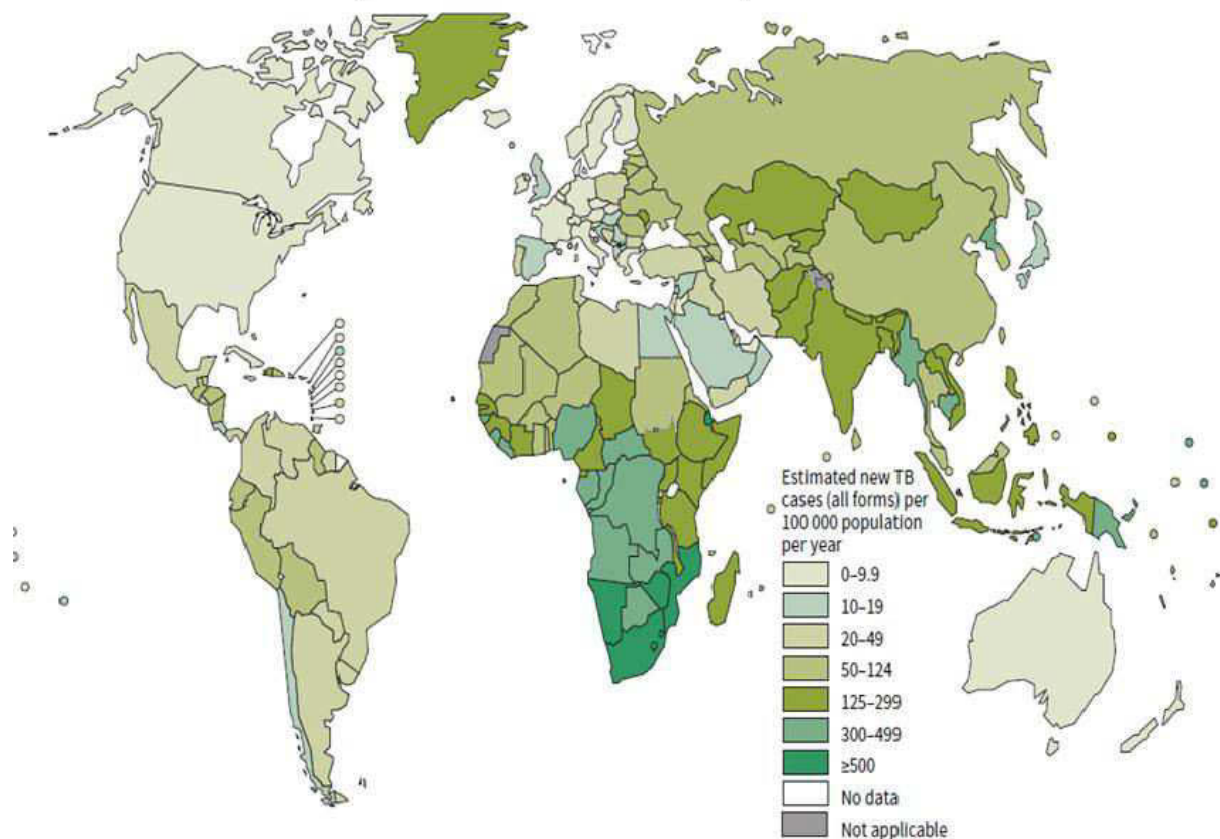 Estimated new TB
cases (all forms) per
100 000 population
per year
0–9.9
10–19
20–49
50–124
125–299
300–499
≥500
No data
Not applicable